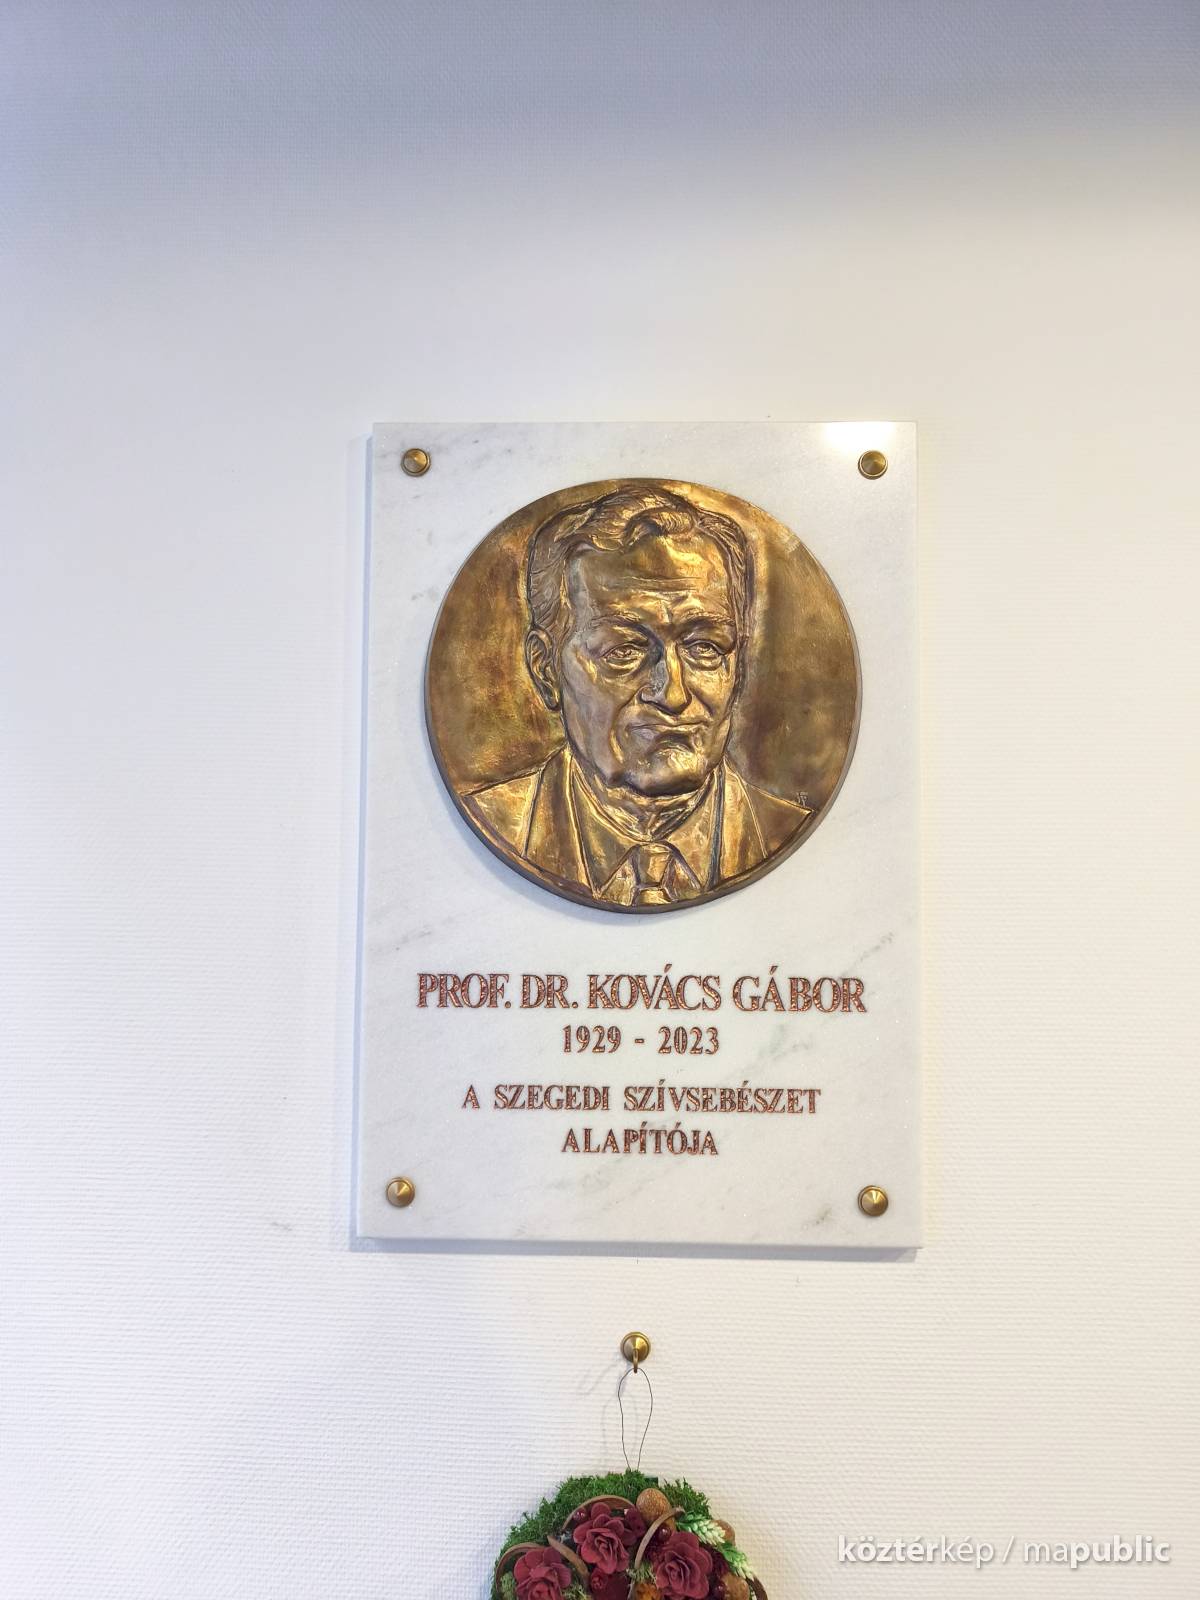 PROF. DR. KOVÁCS GÁBOR
1929 - 2023
A SZEGEDI SZÍVSEBÉSZET
ALAPÍTÓJA
köztérkép / mapublic